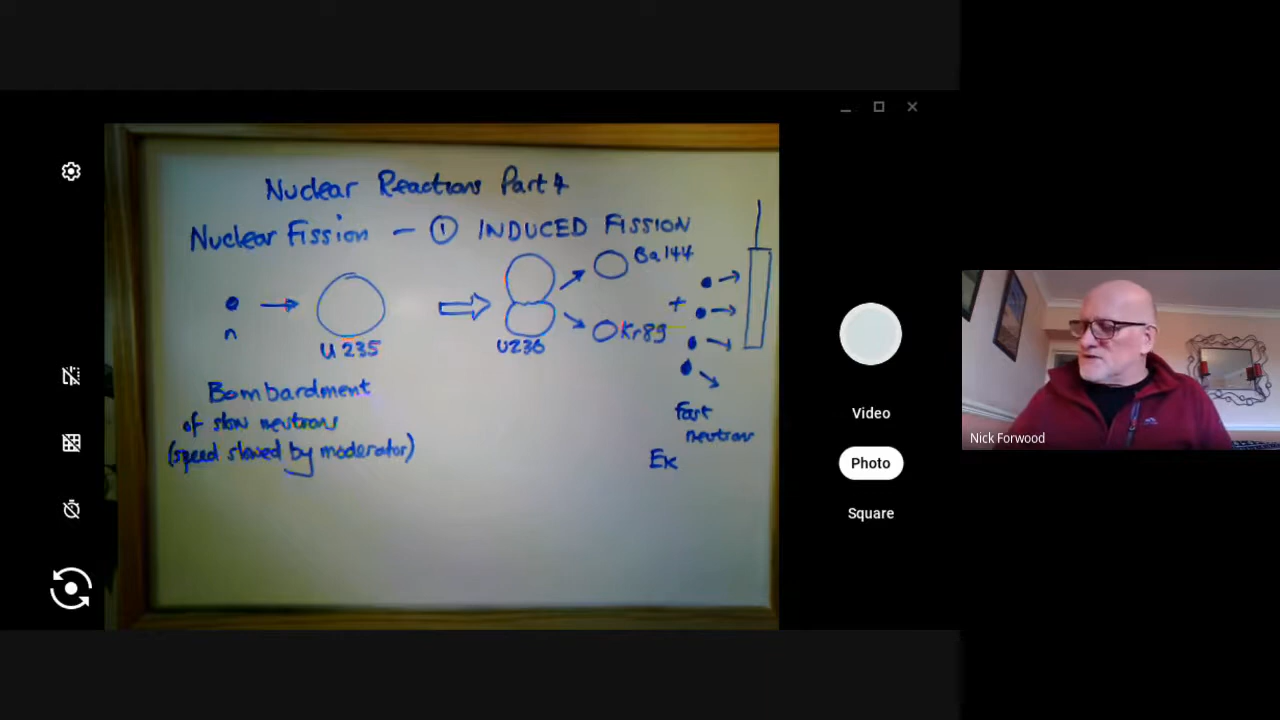 Nuclear Reactions Part 4
Nuclear Fission — ① INDUCED FISSION
Ba 144
+
n
U 235
U236
Kr89
Bombardment
of slow neutrons
(speed slowed by moderator)
Fast
neutrons
Ex
Video
Photo
Square
Nick Forwood